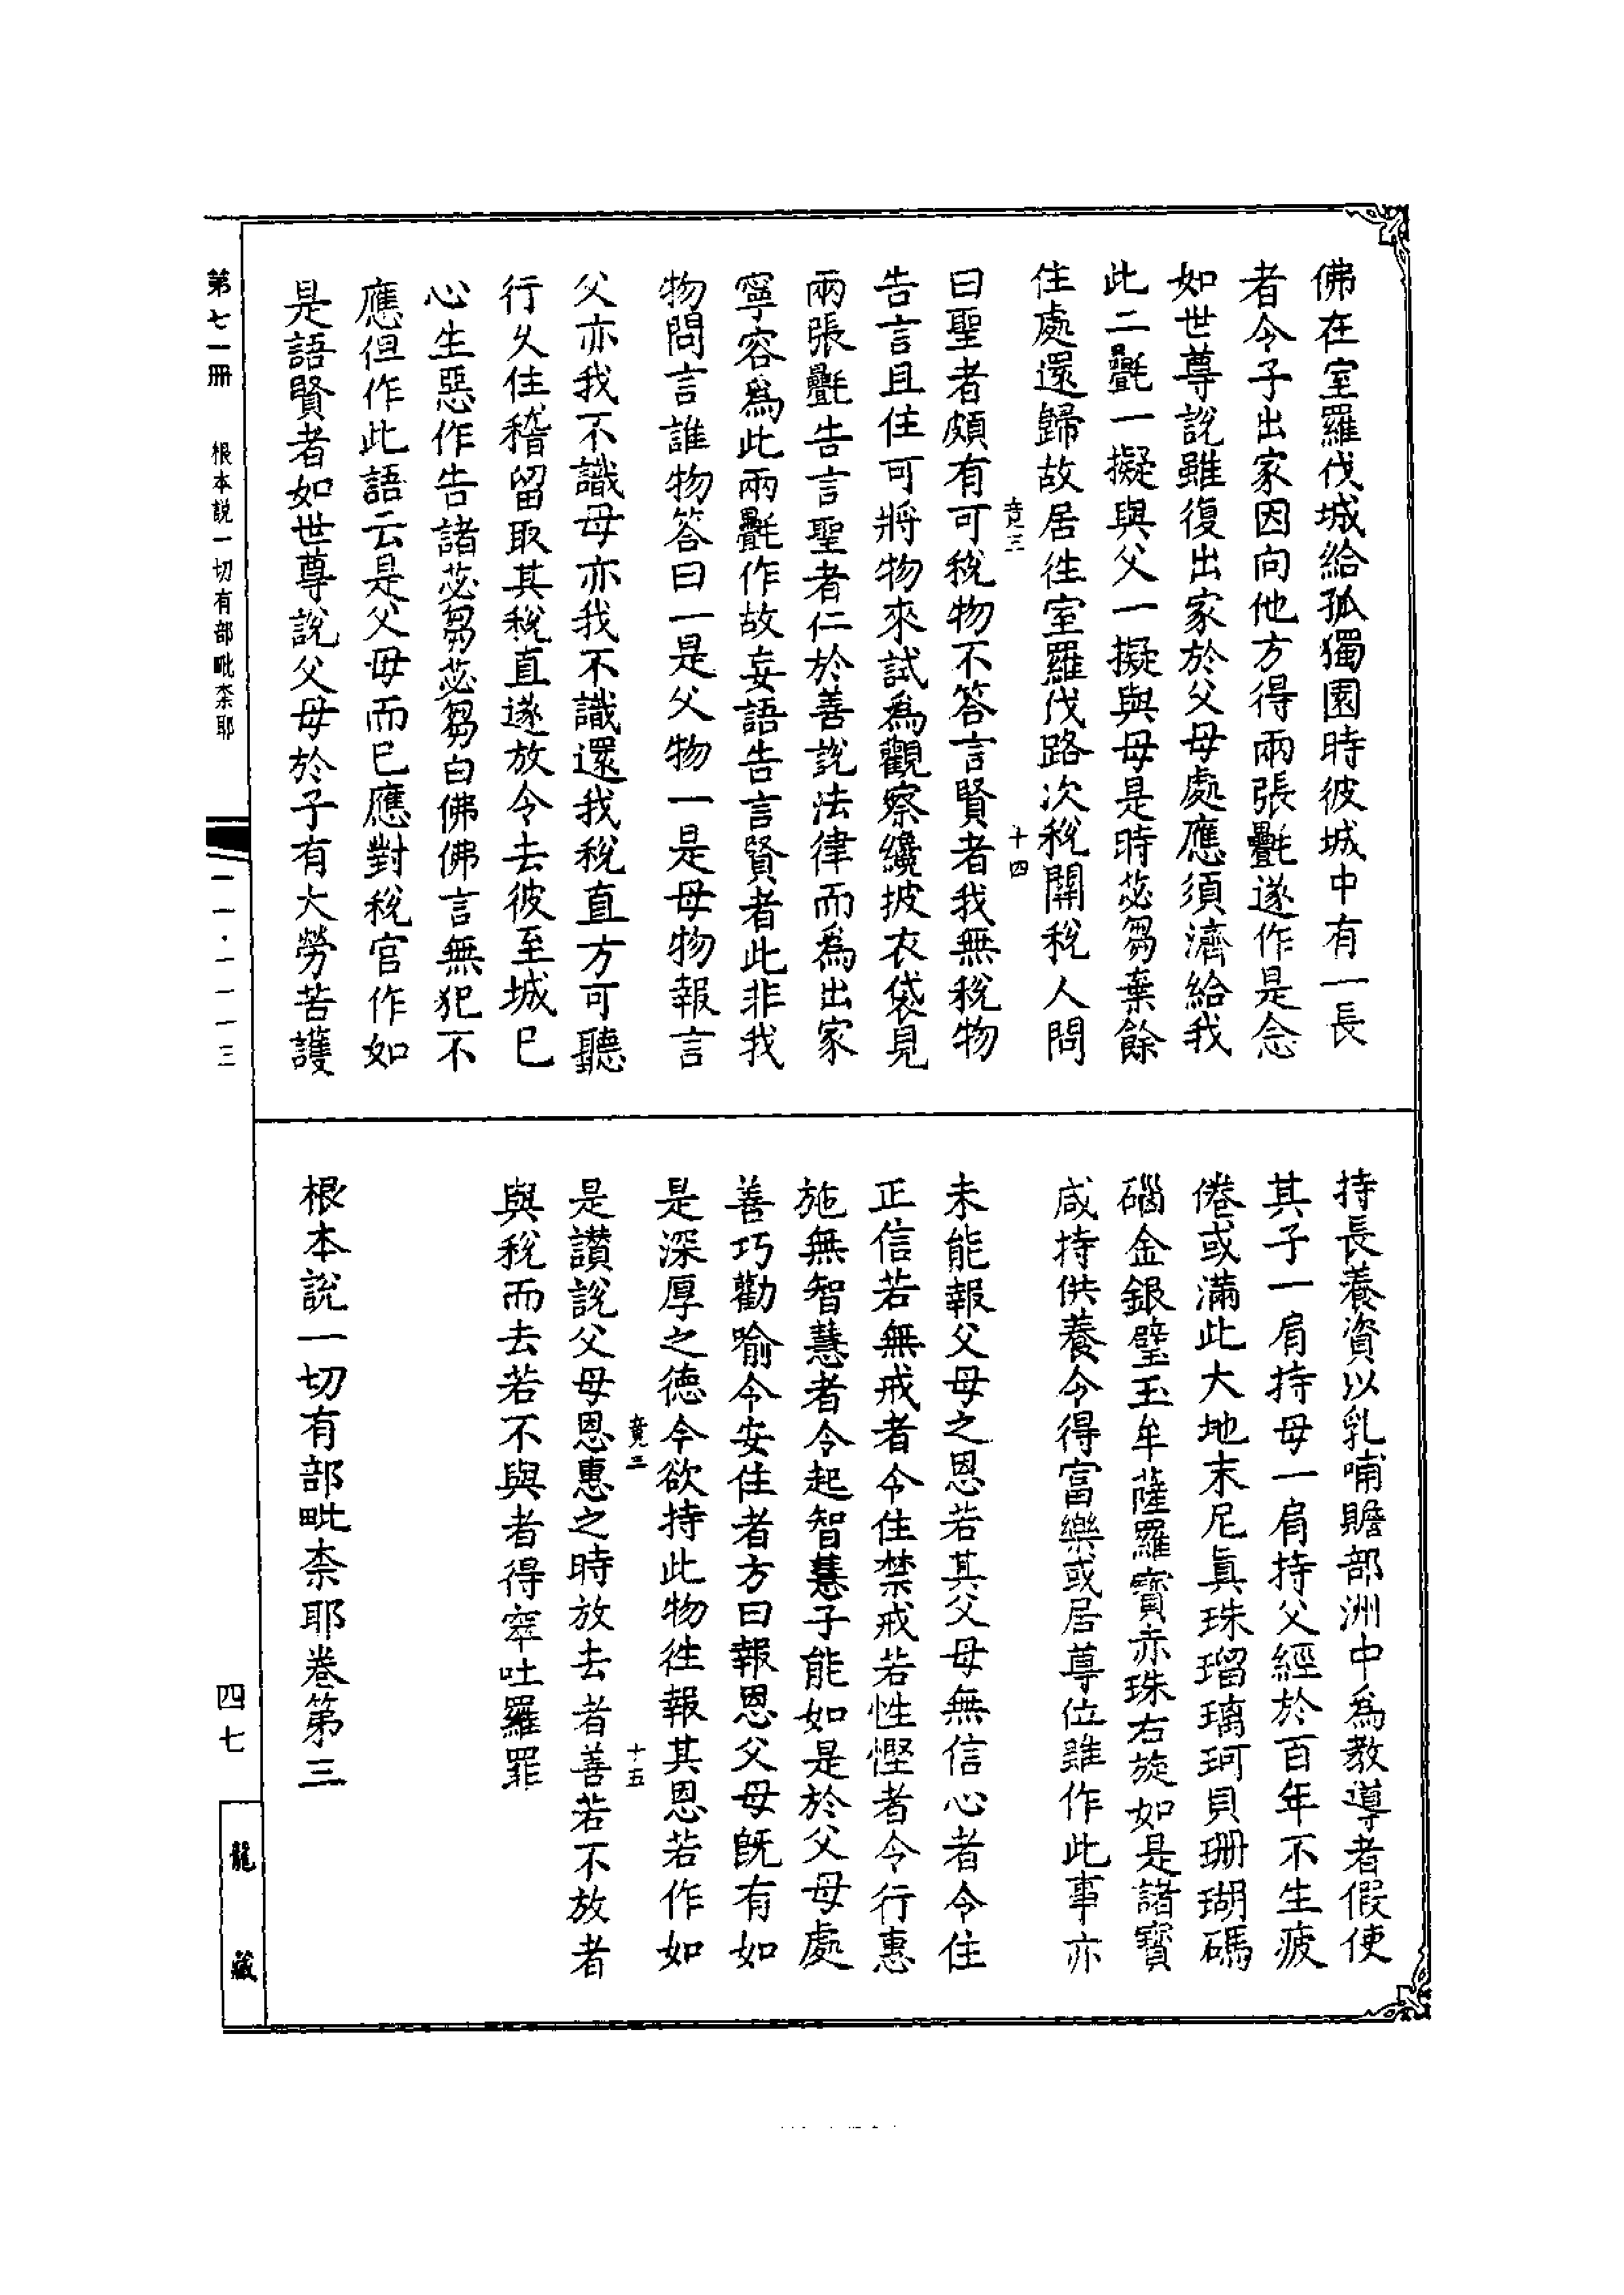 佛在室羅伐城給孤獨園時彼城中有一長
者令子出家因向他方得兩張氎遂作是念
如世尊說雖復出家於父母處應須濟給我
此二氎一擬與父一擬與母是時苾芻棄餘
住處還歸故居往室羅伐路次稅關稅人問
竟三 十四
曰聖者頗有可稅物不答言賢者我無稅物
告言且住可將物來試為觀察纔披衣袋見
兩張氎告言聖者仁於善說法律而為出家
寧容為此兩氎作故妄語告言賢者此非我
物問言誰物答曰一是父物一是母物報言
父亦我不識母亦我不識還我稅直方可聽
行久住稽留取其稅直遂放令去彼至城已
心生惡作告諸苾芻苾芻白佛佛言無犯不
應但作此語云是父母而已應對稅官作如
是語賢者如世尊說父母於子有大勞苦護
持長養資以乳哺贍部洲中為教導者假使
其子一肩持母一肩持父經於百年不生疲
倦或滿此大地末尼真珠瑠璃珂貝珊瑚碼
碯金銀璧玉牟薩羅寶赤珠右旋如是諸寶
咸持供養令得富樂或居尊位雖作此事亦
未能報父母之恩若其父母無信心者令住
正信若無戒者令住禁戒若性慳者令行惠
施無智慧者令起智慧子能如是於父母處
善巧勸喻令安住者方曰報恩父母既有如
是深厚之德今欲持此物往報其恩若作如
竟三 十五
是讚說父母恩惠之時放去者善若不放者
與稅而去若不與者得窣吐羅罪
根本說一切有部毗柰耶卷第三
第七一冊 根本說一切有部毗柰耶
四七
龍藏